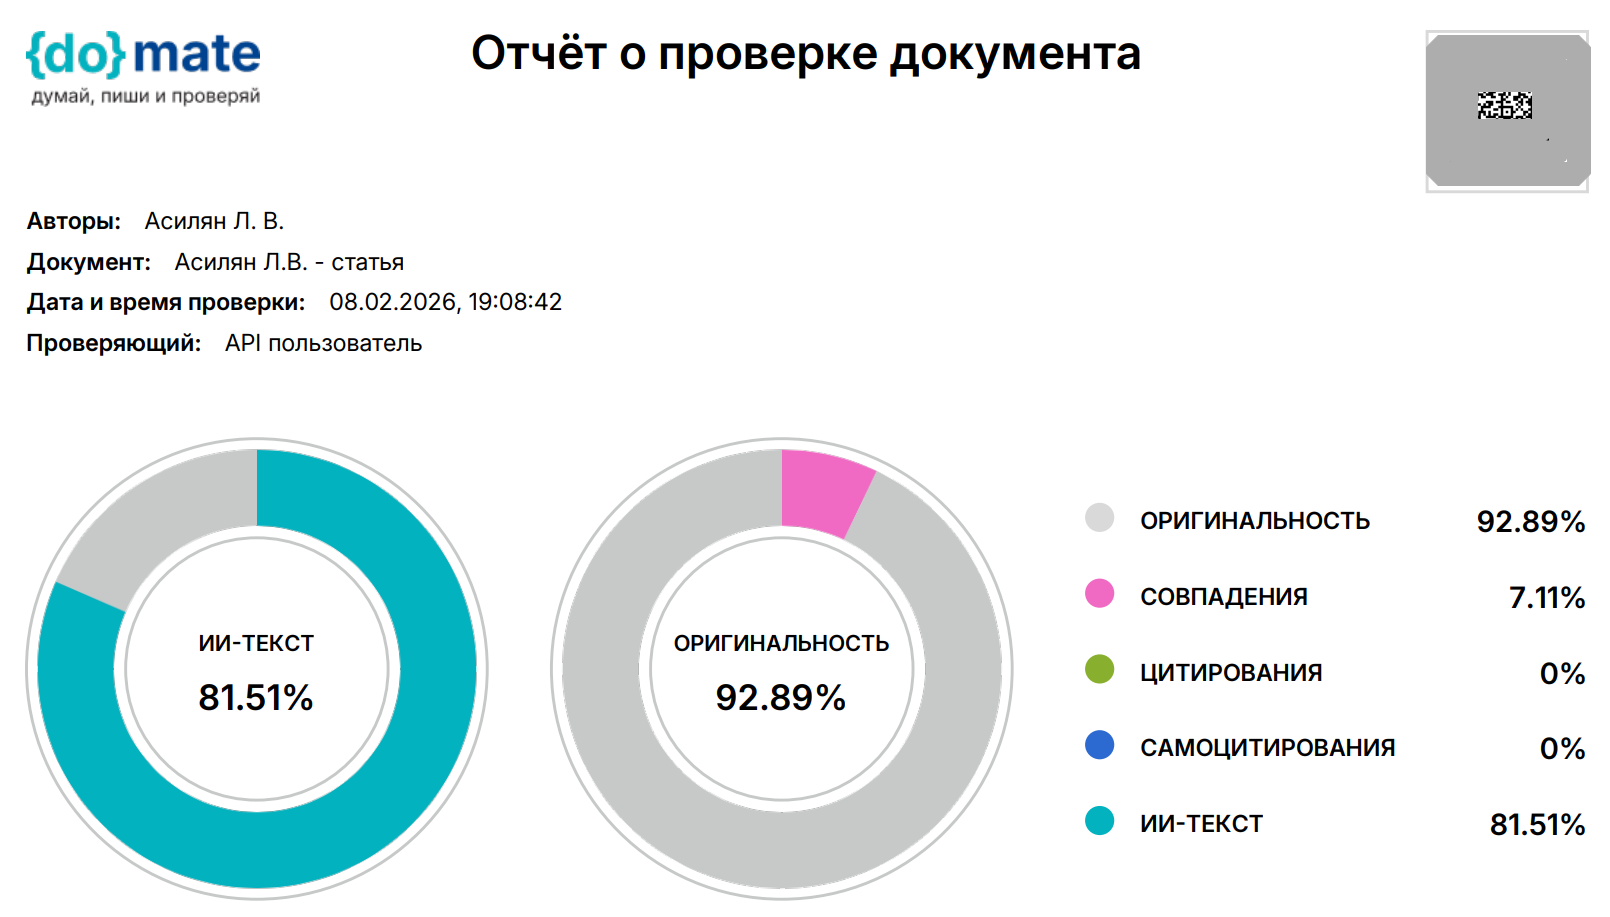 {do}mate
думай, пиши и проверяй
Отчёт о проверке документа
Авторы: Асилян Л. В.
Документ: Асилян Л.В. - статья
Дата и время проверки: 08.02.2026, 19:08:42
Проверяющий: API пользователь
ИИ-ТЕКСТ
81.51%
ОРИГИНАЛЬНОСТЬ
92.89%
ОРИГИНАЛЬНОСТЬ 92.89%
СОВПАДЕНИЯ 7.11%
ЦИТИРОВАНИЯ 0%
САМОЦИТИРОВАНИЯ 0%
ИИ-ТЕКСТ 81.51%